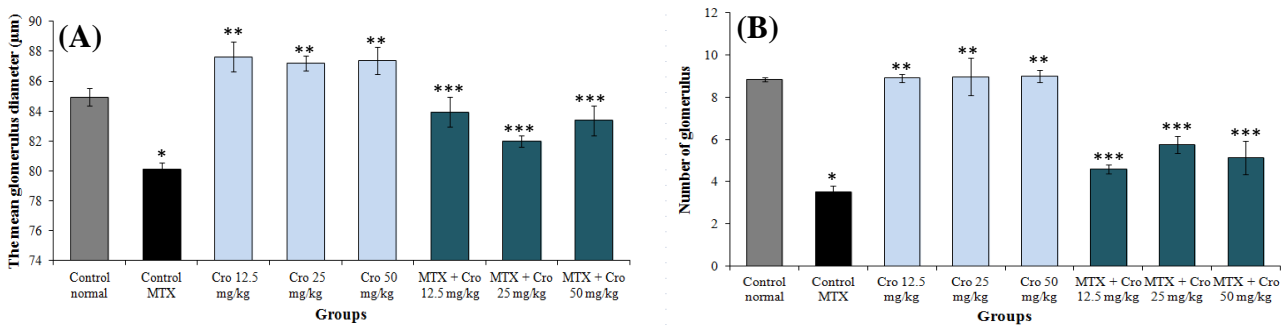 (A)
The mean glomerulus diameter (µm)
90
88
86
84
82
80
78
76
74
*
**
**
**
***
***
***
Control normal
Control MTX
Cro 12.5 mg/kg
Cro 25 mg/kg
Cro 50 mg/kg
MTX + Cro 12.5 mg/kg
MTX + Cro 25 mg/kg
MTX + Cro 50 mg/kg
Groups
(B)
Number of glomerulus
12
10
8
6
4
2
0
*
**
**
**
***
***
***
Control normal
Control MTX
Cro 12.5 mg/kg
Cro 25 mg/kg
Cro 50 mg/kg
MTX + Cro 12.5 mg/kg
MTX + Cro 25 mg/kg
MTX + Cro 50 mg/kg
Groups